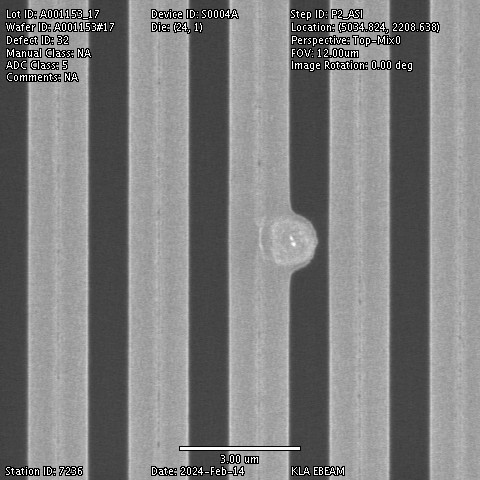 Lot ID: A001153_17
Wafer ID: A001153#17
Defect ID: 32
Manual Class: NA
ADC Class: 5
Comments: NA
Device ID: S0004A
Die: (24, 1)
Step ID: P2_ASI
Location: (5034.824, 2208.638)
Perspective: Top-Mix0
FOV: 12.00um
Image Rotation: 0.00 deg
3.00 um
Station ID: 7236
Date: 2024-Feb-14
KLA EBEAM